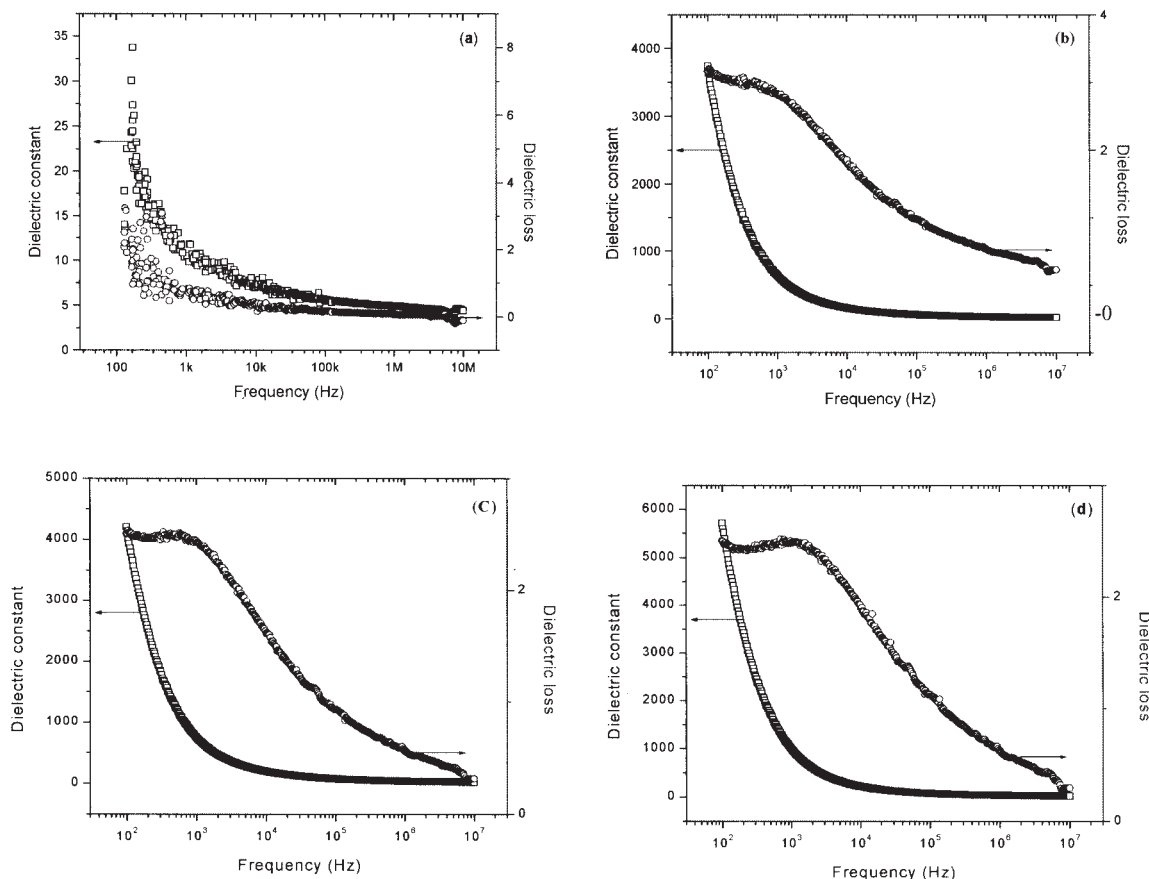 (a)
35
30
25
20
15
10
5
0
Dielectric constant
8
6
4
2
0
Dielectric loss
100 1k 10k 100k 1M 10M
Frequency (Hz)
(b)
4000
3000
2000
1000
0
Dielectric constant
4
2
-0
Dielectric loss
10² 10³ 10⁴ 10⁵ 10⁶ 10⁷
Frequency (Hz)
(C)
5000
4000
3000
2000
1000
0
Dielectric constant
2
0
Dielectric loss
10² 10³ 10⁴ 10⁵ 10⁶ 10⁷
Frequency (Hz)
(d)
6000
5000
4000
3000
2000
1000
0
Dielectric constant
2
0
Dielectric loss
10² 10³ 10⁴ 10⁵ 10⁶ 10⁷
Frequency (Hz)